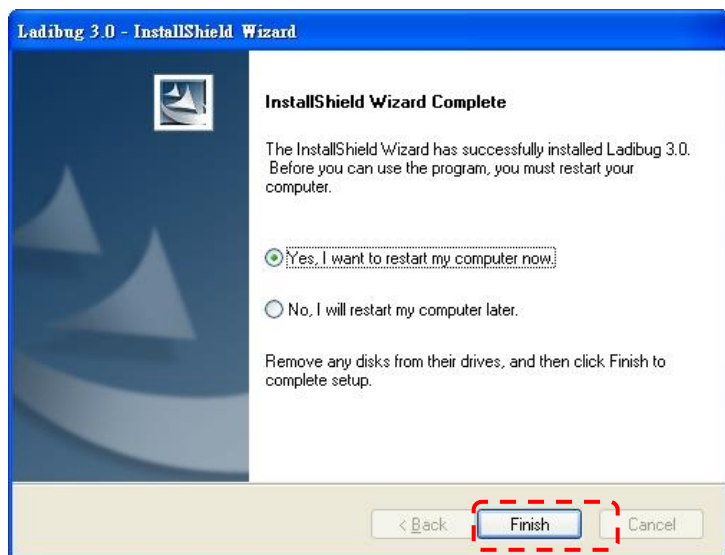 Ladibug 3.0 - InstallShield Wizard
InstallShield Wizard Complete
The InstallShield Wizard has successfully installed Ladibug 3.0.
Before you can use the program, you must restart your
computer.
Yes, I want to restart my computer now.
No, I will restart my computer later.
Remove any disks from their drives, and then click Finish to
complete setup.
< Back Finish Cancel